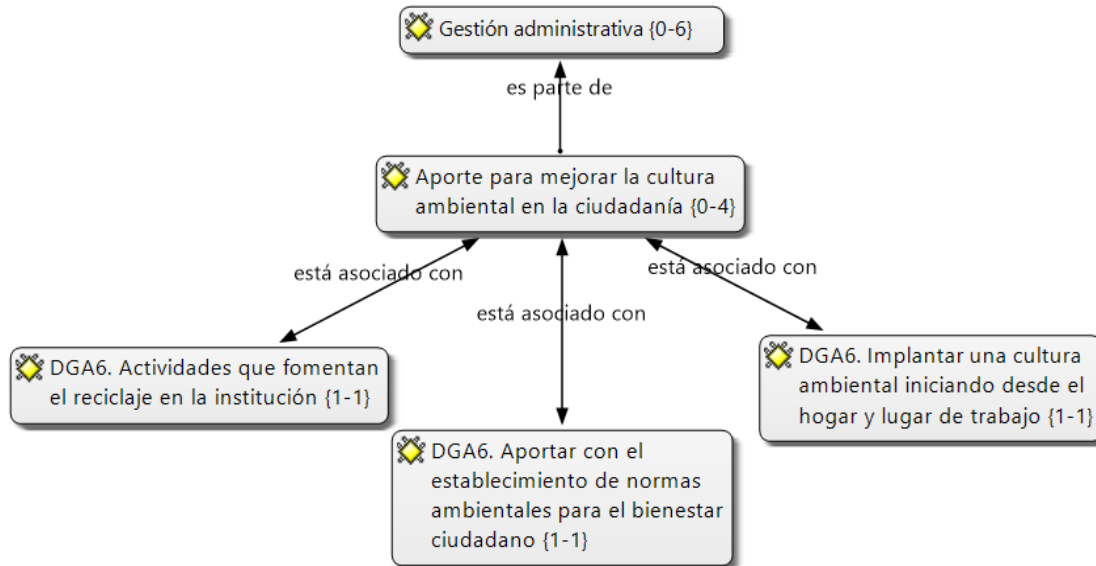 Gestión administrativa {0-6}
es parte de
Aporte para mejorar la cultura
ambiental en la ciudadanía {0-4}
está asociado con
está asociado con
está asociado con
DGA6. Actividades que fomentan
el reciclaje en la institución {1-1}
DGA6. Aportar con el
establecimiento de normas
ambientales para el bienestar
ciudadano {1-1}
DGA6. Implantar una cultura
ambiental iniciando desde el
hogar y lugar de trabajo {1-1}